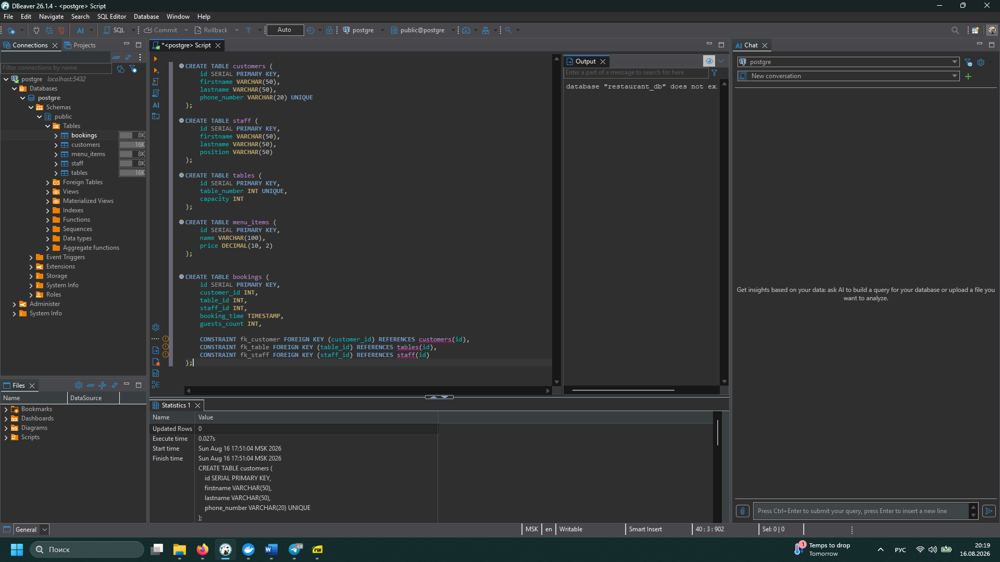 DBeaver 26.1.4 - <postgre> Script
File Edit Navigate Search SQL Editor Database Window Help
AI SQL Commit Rollback T Auto postgre public@postgre
Connections Projects
Filter connections by name
postgre localhost:5432
Databases
postgre
Schemas
public
Tables
bookings 8K
customers 16K
menu_items 8K
staff 8K
tables 16K
Foreign Tables
Views
Materialized Views
Indexes
Functions
Sequences
Data types
Aggregate functions
Event Triggers
Extensions
Storage
System Info
Roles
Administer
System Info
Files
Name DataSource
Bookmarks
Dashboards
Diagrams
Scripts
General
*<postgre> Script
AI
CREATE TABLE customers (
id SERIAL PRIMARY KEY,
firstname VARCHAR(50),
lastname VARCHAR(50),
phone_number VARCHAR(20) UNIQUE
);
CREATE TABLE staff (
id SERIAL PRIMARY KEY,
firstname VARCHAR(50),
lastname VARCHAR(50),
position VARCHAR(50)
);
CREATE TABLE tables (
id SERIAL PRIMARY KEY,
table_number INT UNIQUE,
capacity INT
);
CREATE TABLE menu_items (
id SERIAL PRIMARY KEY,
name VARCHAR(100),
price DECIMAL(10, 2)
);
CREATE TABLE bookings (
id SERIAL PRIMARY KEY,
customer_id INT,
table_id INT,
staff_id INT,
booking_time TIMESTAMP,
guests_count INT,
CONSTRAINT fk_customer FOREIGN KEY (customer_id) REFERENCES customers(id),
CONSTRAINT fk_table FOREIGN KEY (table_id) REFERENCES tables(id),
CONSTRAINT fk_staff FOREIGN KEY (staff_id) REFERENCES staff(id)
);
Output
Enter a part of a message to search for here
database "restaurant_db" does not ex
Statistics 1
Name Value
Updated Rows 0
Execute time 0.027s
Start time Sun Aug 16 17:51:04 MSK 2026
Finish time Sun Aug 16 17:51:04 MSK 2026
CREATE TABLE customers (
id SERIAL PRIMARY KEY,
firstname VARCHAR(50),
lastname VARCHAR(50),
phone_number VARCHAR(20) UNIQUE
);
AI Chat
postgre
New conversation
Get insights based on your data: ask AI to build a query for your database or upload a file you
want to analyze.
Press Ctrl+Enter to submit your query, press Enter to insert a new line
MSK en Writable Smart Insert 40 : 3 : 902 Sel: 0 | 0
Поиск
W
68
PDF
1
Temps to drop
Tomorrow
РУС
20:19
16.08.2026